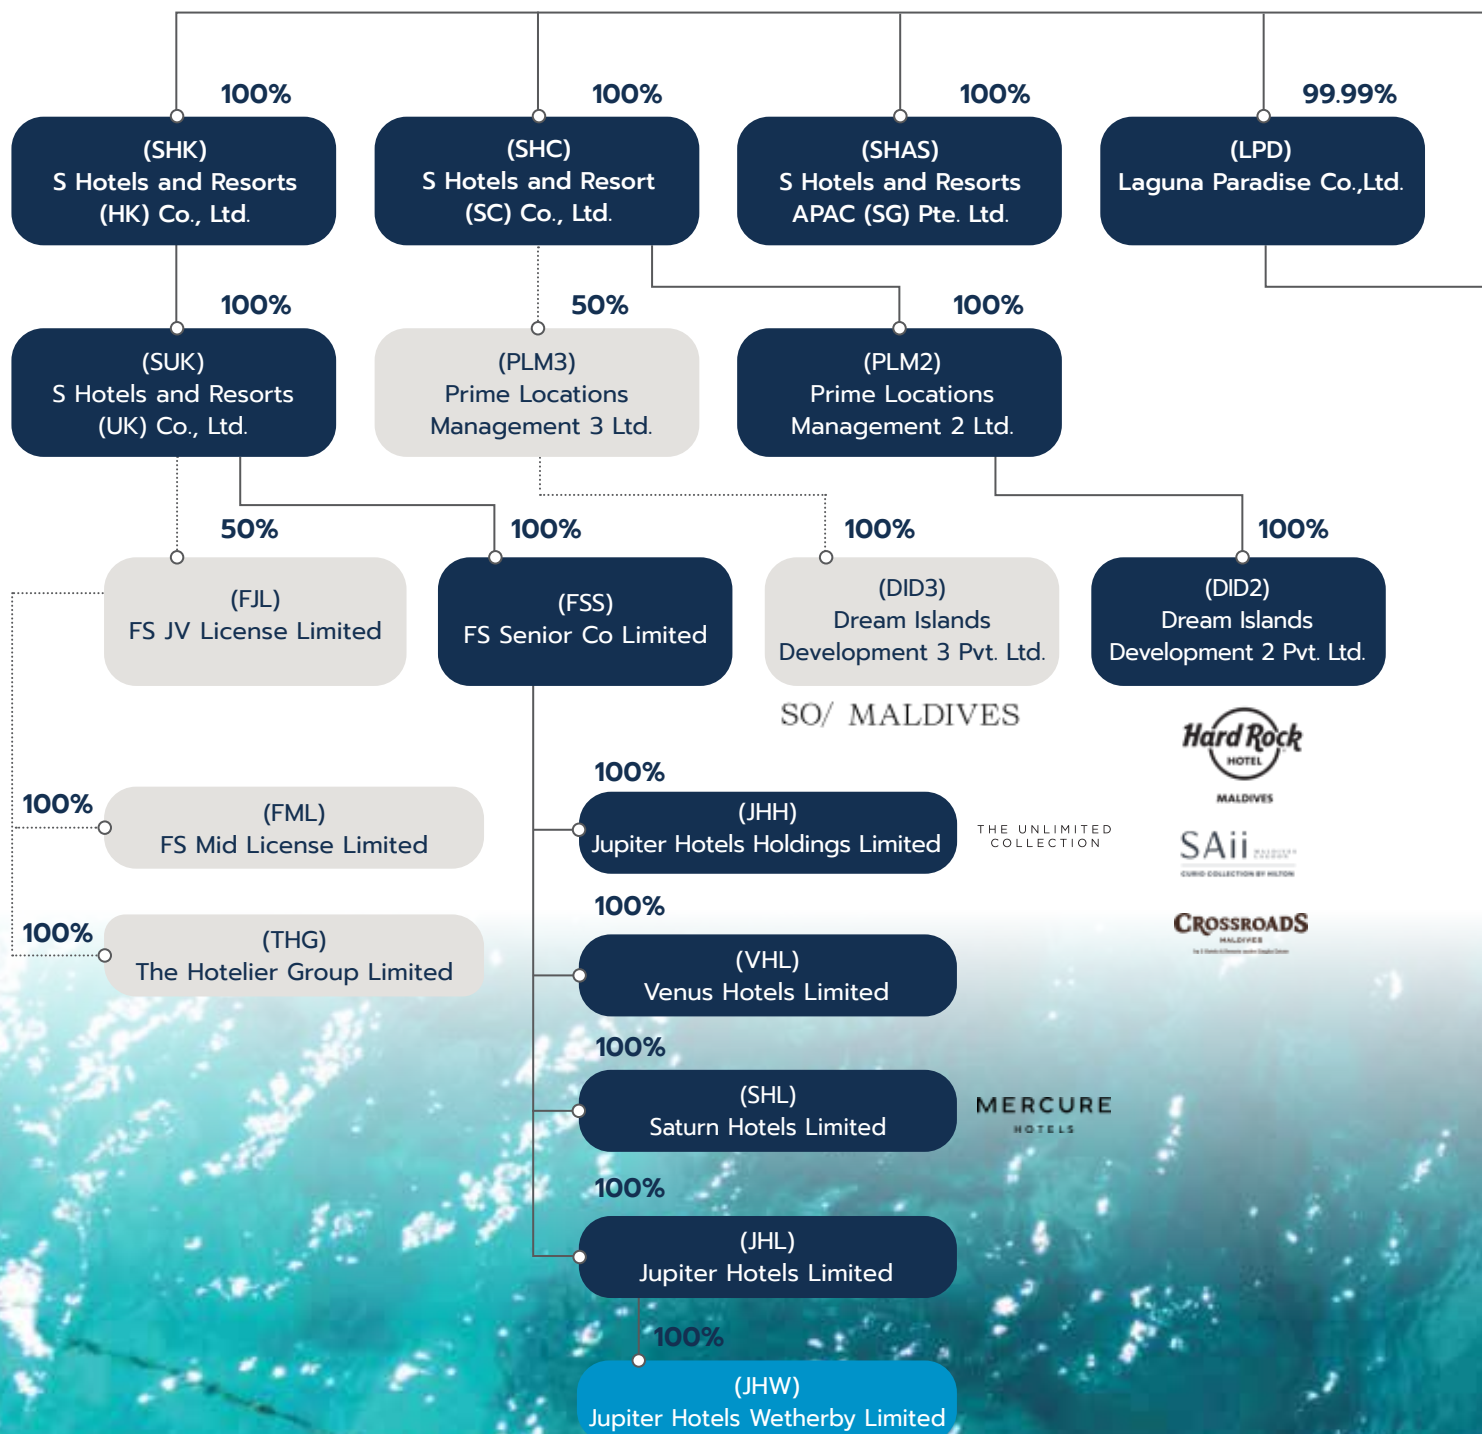 100%
100%
100%
99.99%
(SHK)
S Hotels and Resorts
(HK) Co., Ltd.
(SHC)
S Hotels and Resort
(SC) Co., Ltd.
(SHAS)
S Hotels and Resorts
APAC (SG) Pte. Ltd.
(LPD)
Laguna Paradise Co.,Ltd.
100%
50%
100%
(SUK)
S Hotels and Resorts
(UK) Co., Ltd.
(PLM3)
Prime Locations
Management 3 Ltd.
(PLM2)
Prime Locations
Management 2 Ltd.
50%
100%
100%
100%
(FJL)
FS JV License Limited
(FSS)
FS Senior Co Limited
(DID3)
Dream Islands
Development 3 Pvt. Ltd.
(DID2)
Dream Islands
Development 2 Pvt. Ltd.
SO/ MALDIVES
Hard Rock
HOTEL
MALDIVES
100%
(FML)
FS Mid License Limited
100%
(JHH)
Jupiter Hotels Holdings Limited
THE UNLIMITED
COLLECTION
SAii MALDIVES
LAGOON
CURIO COLLECTION BY HILTON
100%
(THG)
The Hotelier Group Limited
100%
(VHL)
Venus Hotels Limited
CROSSROADS
MALDIVES
100%
(SHL)
Saturn Hotels Limited
MERCURE
HOTELS
100%
(JHL)
Jupiter Hotels Limited
100%
(JHW)
Jupiter Hotels Wetherby Limited